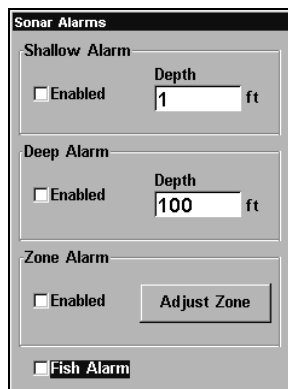 Sonar Alarms
Shallow Alarm
Depth
Enabled
1 ft
Deep Alarm
Depth
Enabled
100 ft
Zone Alarm
Enabled
Adjust Zone
Fish Alarm